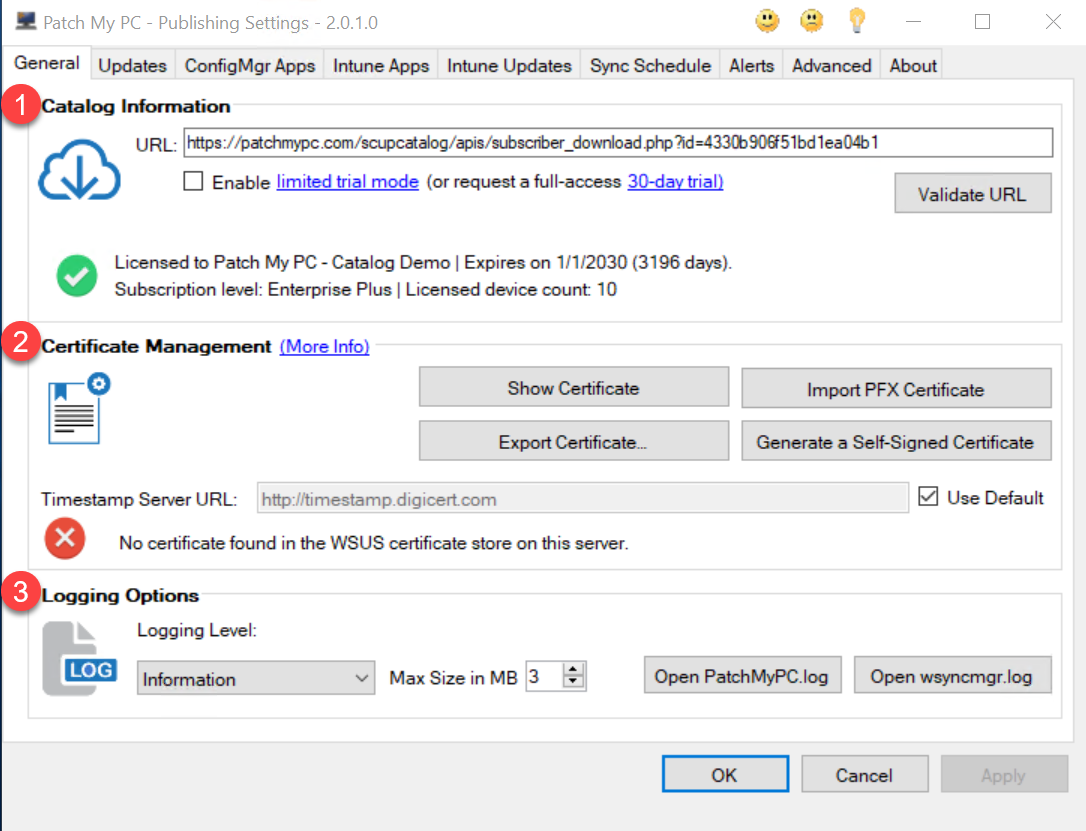 Patch My PC - Publishing Settings - 2.0.1.0
General Updates ConfigMgr Apps Intune Apps Intune Updates Sync Schedule Alerts Advanced About
1 Catalog Information
URL: https://patchmypc.com/scupcatalog/apis/subscriber_download.php?id=4330b906f51bd1ea04b1
Enable limited trial mode (or request a full-access 30-day trial)
Validate URL
Licensed to Patch My PC - Catalog Demo | Expires on 1/1/2030 (3196 days).
Subscription level: Enterprise Plus | Licensed device count: 10
2 Certificate Management (More Info)
Show Certificate Import PFX Certificate
Export Certificate... Generate a Self-Signed Certificate
Timestamp Server URL: http://timestamp.digicert.com Use Default
No certificate found in the WSUS certificate store on this server.
3 Logging Options
Logging Level:
LOG
Information Max Size in MB 3 Open PatchMyPC.log Open wsyncmgr.log
OK Cancel Apply